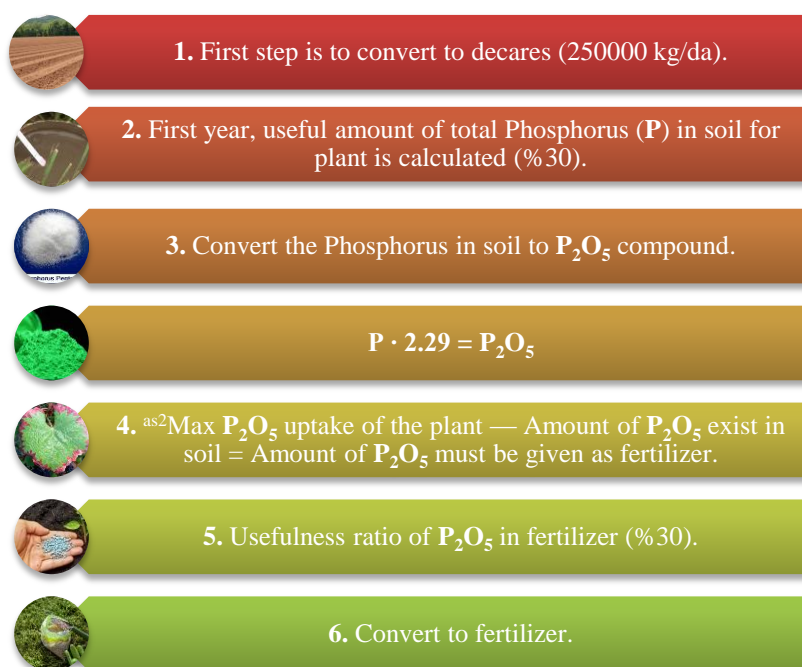 1. First step is to convert to decares (250000 kg/da).
2. First year, useful amount of total Phosphorus (P) in soil for
plant is calculated (%30).
3. Convert the Phosphorus in soil to P₂O₅ compound.
P · 2.29 = P₂O₅
4. ᵃˢ²Max P₂O₅ uptake of the plant — Amount of P₂O₅ exist in
soil = Amount of P₂O₅ must be given as fertilizer.
5. Usefulness ratio of P₂O₅ in fertilizer (%30).
6. Convert to fertilizer.